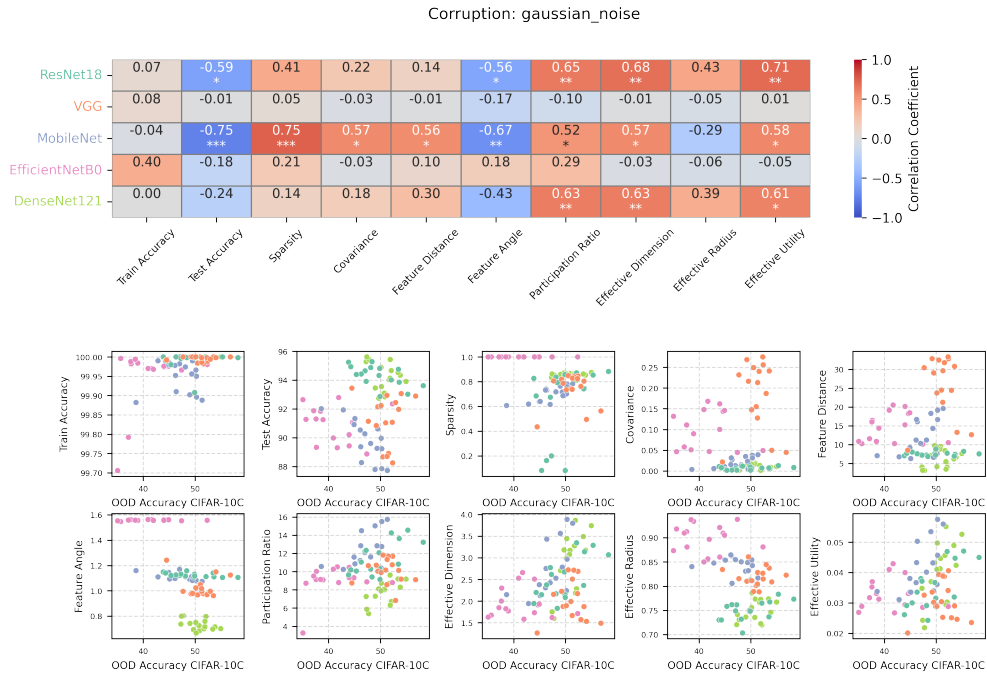 Corruption: gaussian_noise
ResNet18 0.07 -0.59 0.41 0.22 0.14 -0.56 0.65 0.68 0.43 0.71
* * ** ** **
VGG 0.08 -0.01 0.05 -0.03 -0.01 -0.17 -0.10 -0.01 -0.05 0.01
MobileNet -0.04 -0.75 0.75 0.57 0.56 -0.67 0.52 0.57 -0.29 0.58
*** *** * * ** * * *
EfficientNetB0 0.40 -0.18 0.21 -0.03 0.10 0.18 0.29 -0.03 -0.06 -0.05
DenseNet121 0.00 -0.24 0.14 0.18 0.30 -0.43 0.63 0.63 0.39 0.61
** ** *
Train Accuracy
Test Accuracy
Sparsity
Covariance
Feature Distance
Feature Angle
Participation Ratio
Effective Dimension
Effective Radius
Effective Utility
1.0
0.5
0.0
−0.5
−1.0
Correlation Coefficient
Train Accuracy
100.00
99.95
99.90
99.85
99.80
99.75
99.70
40 50
OOD Accuracy CIFAR-10C
Test Accuracy
96
94
92
90
88
40 50
OOD Accuracy CIFAR-10C
Sparsity
1.0
0.8
0.6
0.4
0.2
40 50
OOD Accuracy CIFAR-10C
Covariance
0.25
0.20
0.15
0.10
0.05
0.00
40 50
OOD Accuracy CIFAR-10C
Feature Distance
30
25
20
15
10
5
40 50
OOD Accuracy CIFAR-10C
Feature Angle
1.6
1.4
1.2
1.0
0.8
40 50
OOD Accuracy CIFAR-10C
Participation Ratio
16
14
12
10
8
6
4
40 50
OOD Accuracy CIFAR-10C
Effective Dimension
4.0
3.5
3.0
2.5
2.0
1.5
40 50
OOD Accuracy CIFAR-10C
Effective Radius
0.90
0.85
0.80
0.75
0.70
40 50
OOD Accuracy CIFAR-10C
Effective Utility
0.05
0.04
0.03
0.02
40 50
OOD Accuracy CIFAR-10C